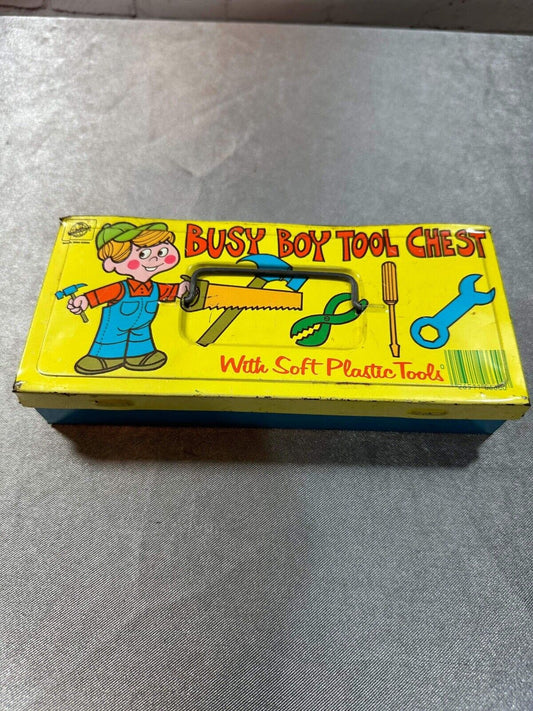 BUSY BOY TOOL CHEST
With Soft Plastic Tools